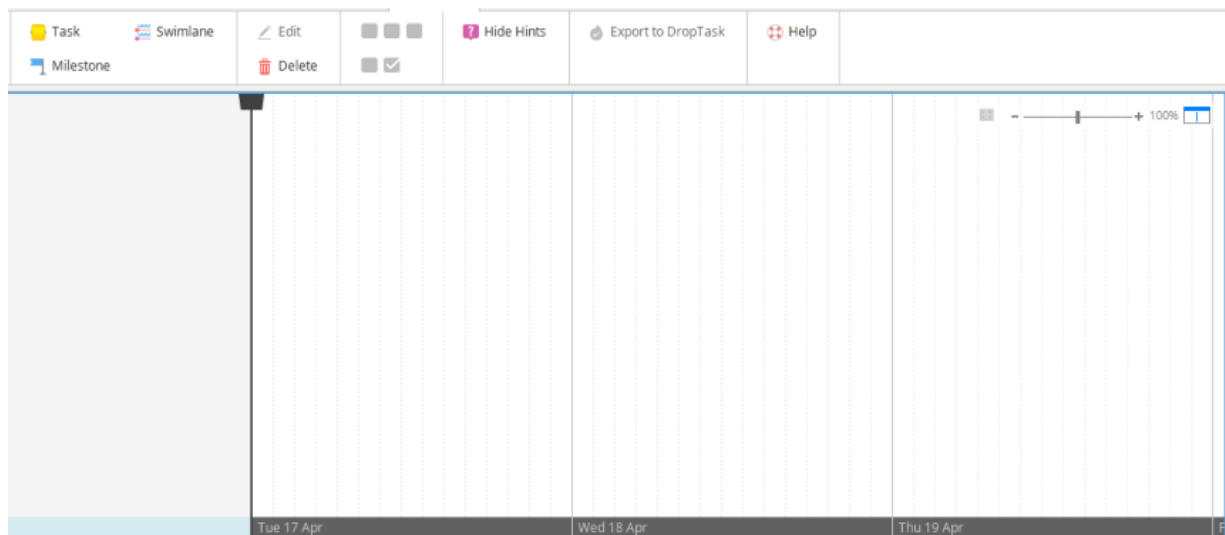 Task Swimlane Edit Hide Hints Export to DropTask Help
Milestone Delete
- + 100%
Tue 17 Apr Wed 18 Apr Thu 19 Apr F